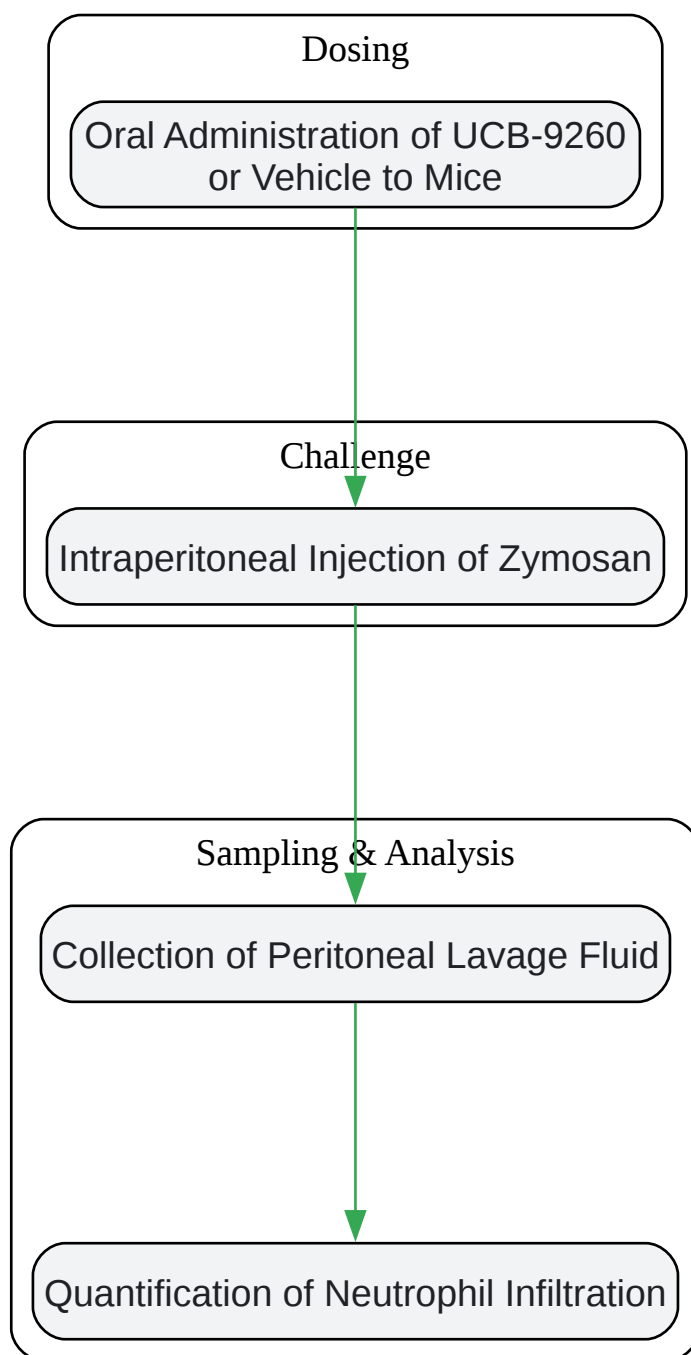 Dosing
Oral Administration of UCB-9260
or Vehicle to Mice
Challenge
Intraperitoneal Injection of Zymosan
Sampling & Analysis
Collection of Peritoneal Lavage Fluid
Quantification of Neutrophil Infiltration